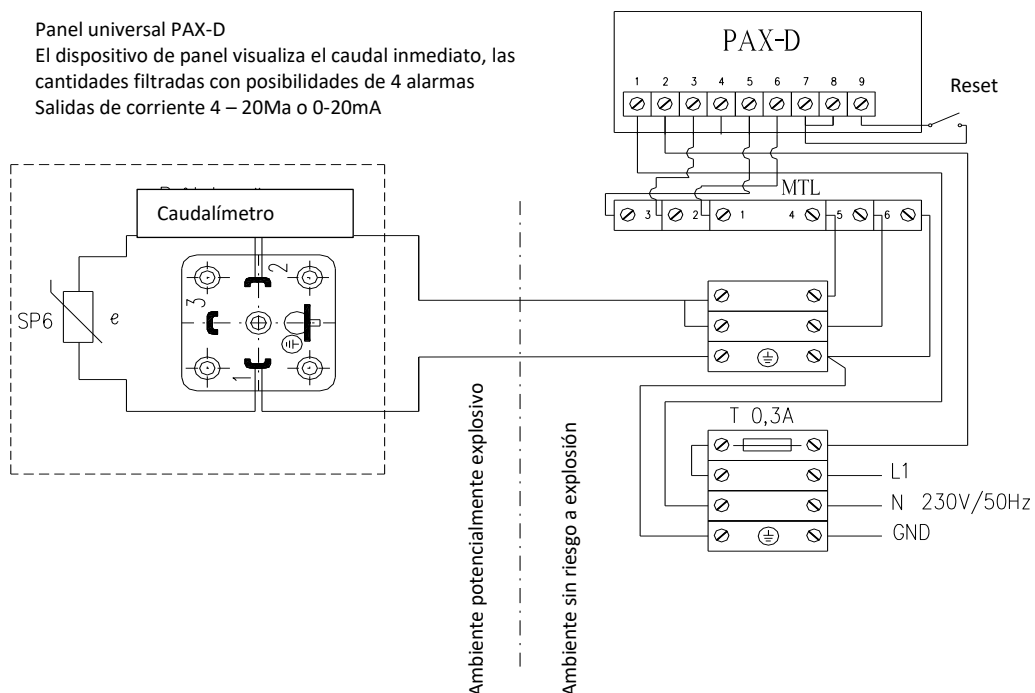 Panel universal PAX-D
El dispositivo de panel visualiza el caudal inmediato, las
cantidades filtradas con posibilidades de 4 alarmas
Salidas de corriente 4 – 20Ma o 0-20mA
PAX-D
1 2 3 4 5 6 7 8 9
Reset
MTL
3 2 1 4 5 6
Caudalímetro
SP6
e
2
3
1
T 0,3A
L1
N 230V/50Hz
GND
Ambiente potencialmente explosivo
Ambiente sin riesgo a explosión